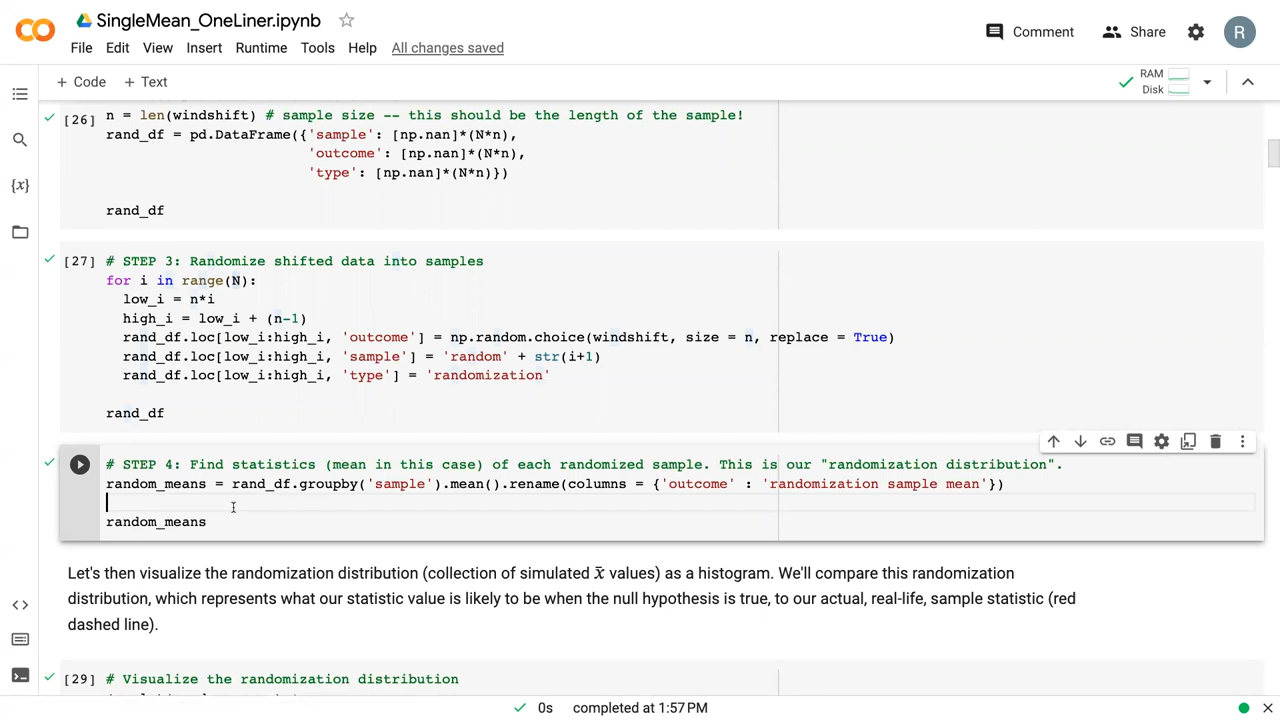 SingleMean_OneLiner.ipynb
File Edit View Insert Runtime Tools Help All changes saved
Comment Share R
+ Code + Text
RAM
Disk
[26] n = len(windshift) # sample size -- this should be the length of the sample!
rand_df = pd.DataFrame({'sample': [np.nan]*(N*n),
'outcome': [np.nan]*(N*n),
'type': [np.nan]*(N*n)})
rand_df
[27] # STEP 3: Randomize shifted data into samples
for i in range(N):
low_i = n*i
high_i = low_i + (n-1)
rand_df.loc[low_i:high_i, 'outcome'] = np.random.choice(windshift, size = n, replace = True)
rand_df.loc[low_i:high_i, 'sample'] = 'random' + str(i+1)
rand_df.loc[low_i:high_i, 'type'] = 'randomization'
rand_df
# STEP 4: Find statistics (mean in this case) of each randomized sample. This is our "randomization distribution".
random_means = rand_df.groupby('sample').mean().rename(columns = {'outcome' : 'randomization sample mean'})
random_means
Let's then visualize the randomization distribution (collection of simulated x̄ values) as a histogram. We'll compare this randomization
distribution, which represents what our statistic value is likely to be when the null hypothesis is true, to our actual, real-life, sample statistic (red
dashed line).
[29] # Visualize the randomization distribution
0s completed at 1:57 PM